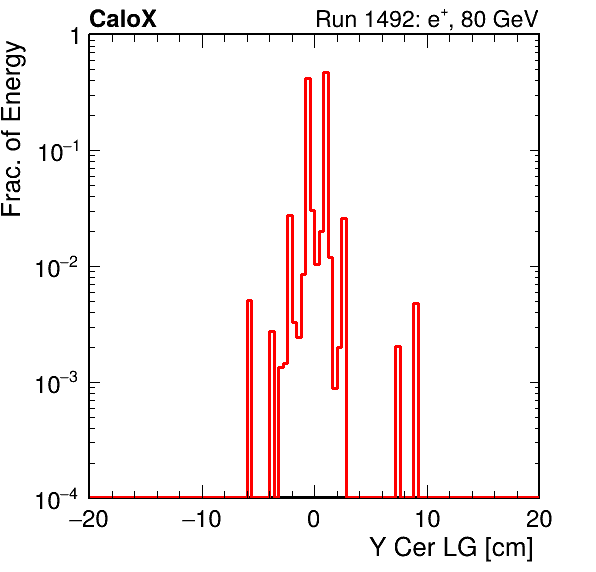 CaloX Run 1492: e⁺, 80 GeV
Frac. of Energy
1
10⁻¹
10⁻²
10⁻³
10⁻⁴
−20 −10 0 10 20
Y Cer LG [cm]